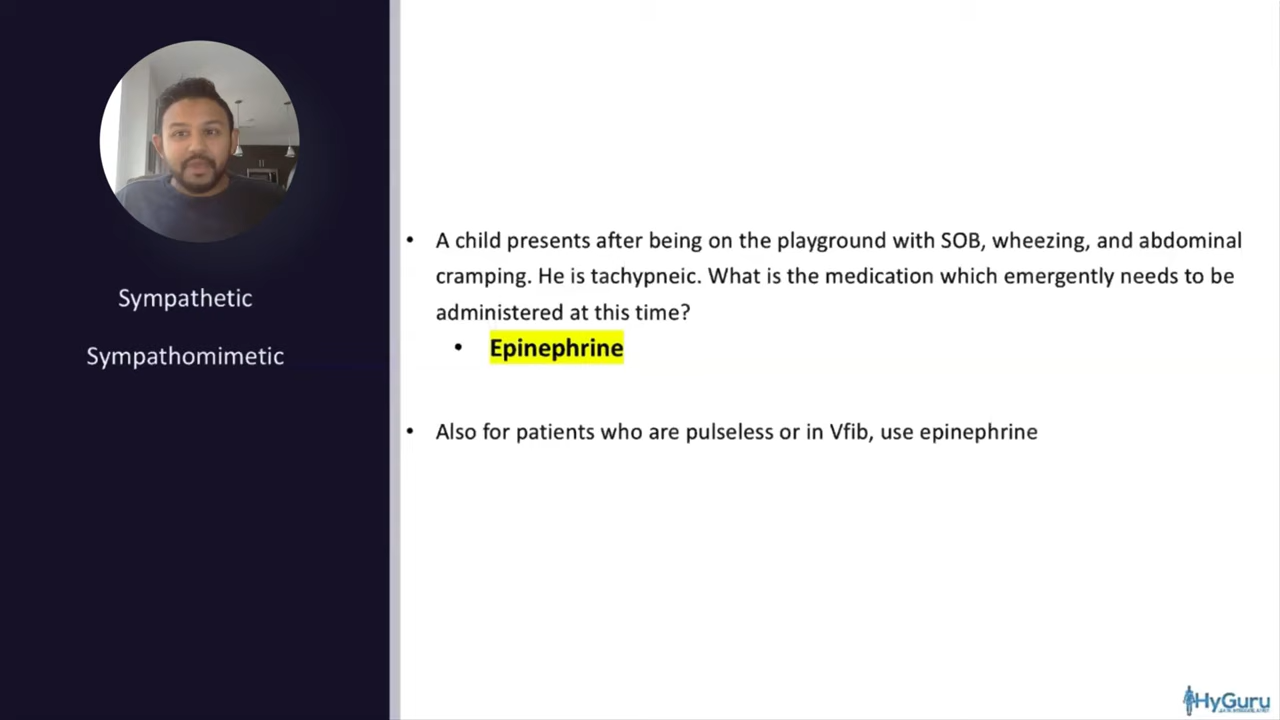 Sympathetic
Sympathomimetic
• A child presents after being on the playground with SOB, wheezing, and abdominal
cramping. He is tachypneic. What is the medication which emergently needs to be
administered at this time?
• Epinephrine
• Also for patients who are pulseless or in Vfib, use epinephrine
HyGuru